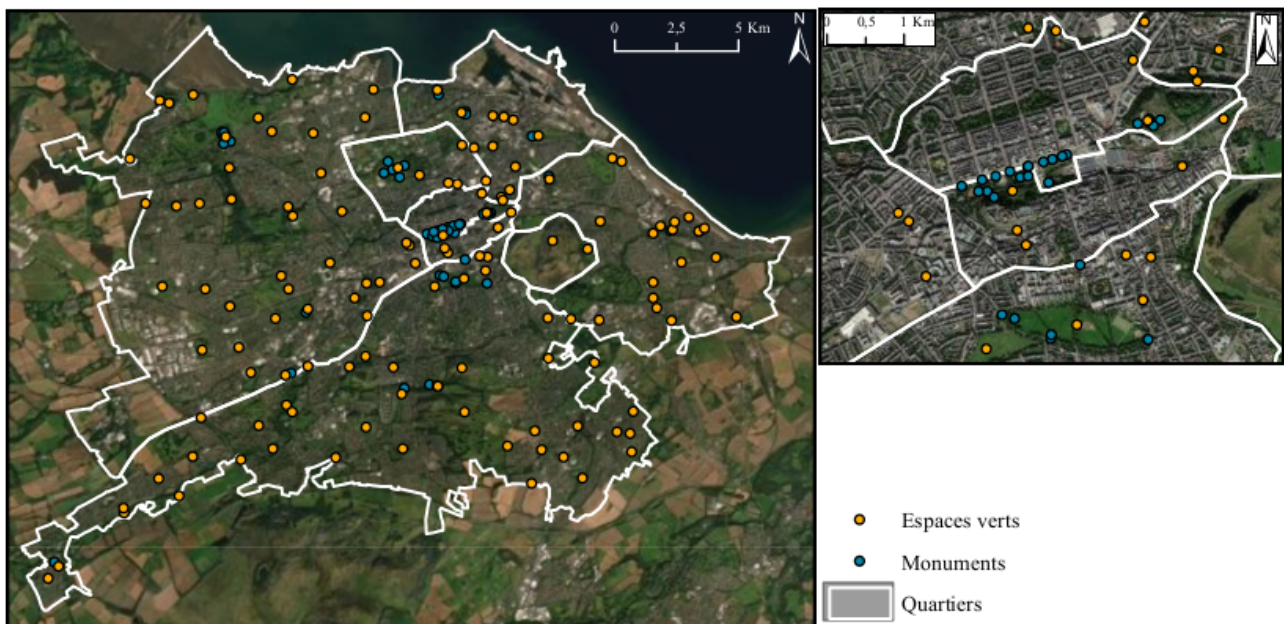 0 2,5 5 Km
N
0 0,5 1 Km
N
Espaces verts
Monuments
Quartiers